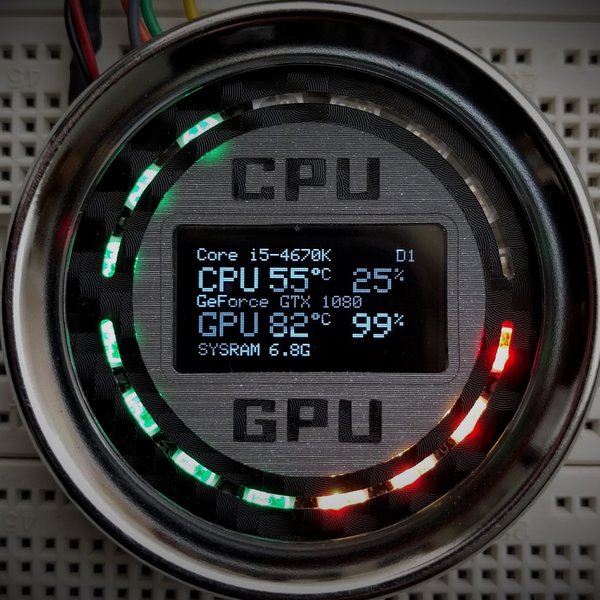 CPU
Core i5-4670K D1
CPU 55°C 25%
GeForce GTX 1080
GPU 82°C 99%
SYSRAM 6.8G
GPU